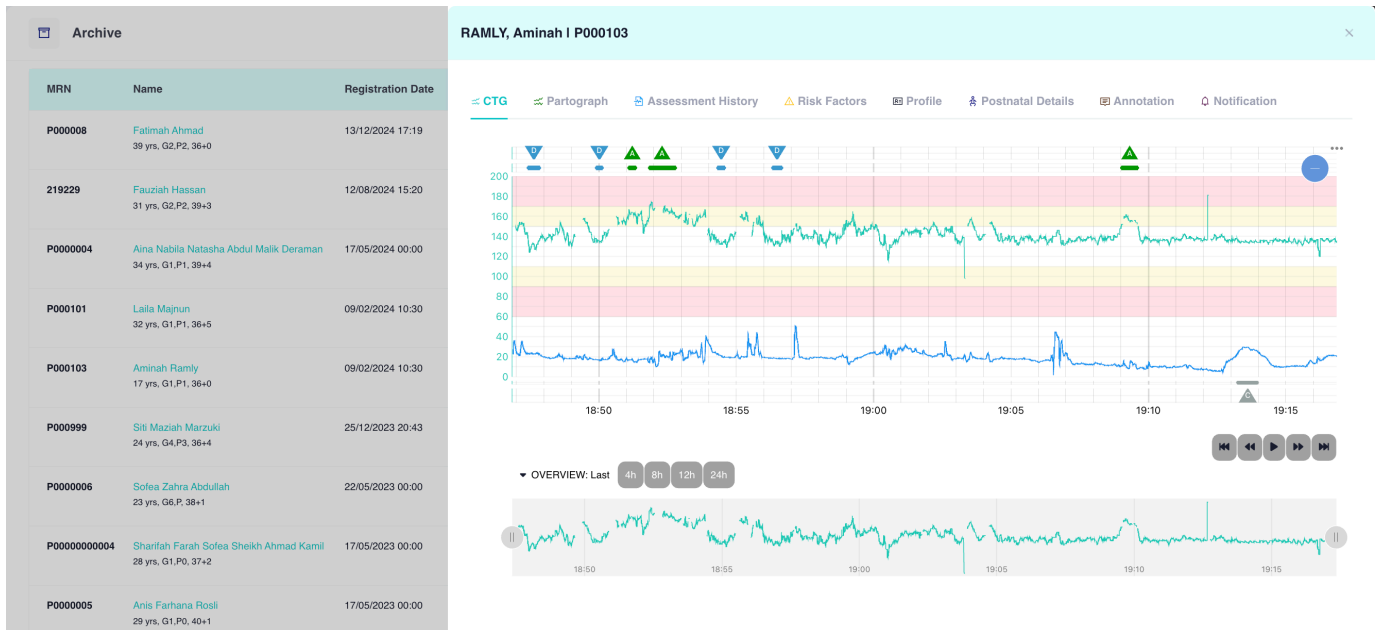 Archive
MRN Name Registration Date
P000008 Fatimah Ahmad 13/12/2024 17:19
39 yrs, G2,P2, 36+0
219229 Fauziah Hassan 12/08/2024 15:20
31 yrs, G2,P2, 39+3
P0000004 Aina Nabila Natasha Abdul Malik Deraman 17/05/2024 00:00
34 yrs, G1,P1, 39+4
P000101 Laila Majnun 09/02/2024 10:30
32 yrs, G1,P1, 36+5
P000103 Aminah Ramly 09/02/2024 10:30
17 yrs, G1,P1, 36+0
P000999 Siti Maziah Marzuki 25/12/2023 20:43
24 yrs, G4,P3, 36+4
P0000006 Sofea Zahra Abdullah 22/05/2023 00:00
23 yrs, G6,P, 38+1
P00000000004 Sharifah Farah Sofea Sheikh Ahmad Kamil 17/05/2023 00:00
28 yrs, G1,P0, 37+2
P0000005 Anis Farhana Rosli 17/05/2023 00:00
29 yrs, G1,P0, 40+1
RAMLY, Aminah | P000103
CTG Partograph Assessment History Risk Factors Profile Postnatal Details Annotation Notification
D D A A D D A
200
180
160
140
120
100
80
60
40
20
0
C
18:50 18:55 19:00 19:05 19:10 19:15
OVERVIEW: Last 4h 8h 12h 24h
18:50 18:55 19:00 19:05 19:10 19:15